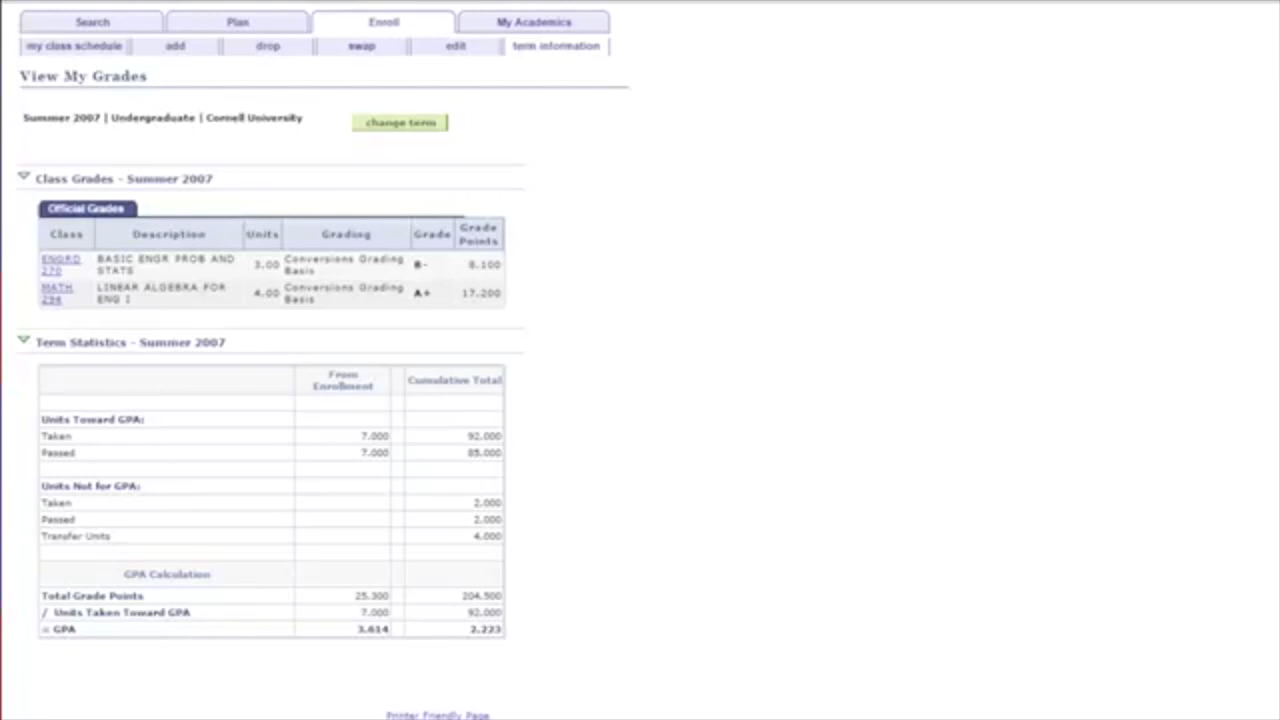 Search Plan Enroll My Academics
my class schedule add drop swap edit term information
View My Grades
Summer 2007 | Undergraduate | Cornell University change term
Class Grades - Summer 2007
Official Grades
Class Description Units Grading Grade Grade Points
ENGRD 270 BASIC ENGR PROB AND STATS 3.00 Conversions Grading Basis B- 8.100
MATH 294 LINEAR ALGEBRA FOR ENG I 4.00 Conversions Grading Basis A+ 17.200
Term Statistics - Summer 2007
From Enrollment Cumulative Total
Units Toward GPA:
Taken 7.000 92.000
Passed 7.000 85.000
Units Not for GPA:
Taken 2.000
Passed 2.000
Transfer Units 4.000
GPA Calculation
Total Grade Points 25.300 204.500
/ Units Taken Toward GPA 7.000 92.000
= GPA 3.614 2.223
Printer Friendly Page